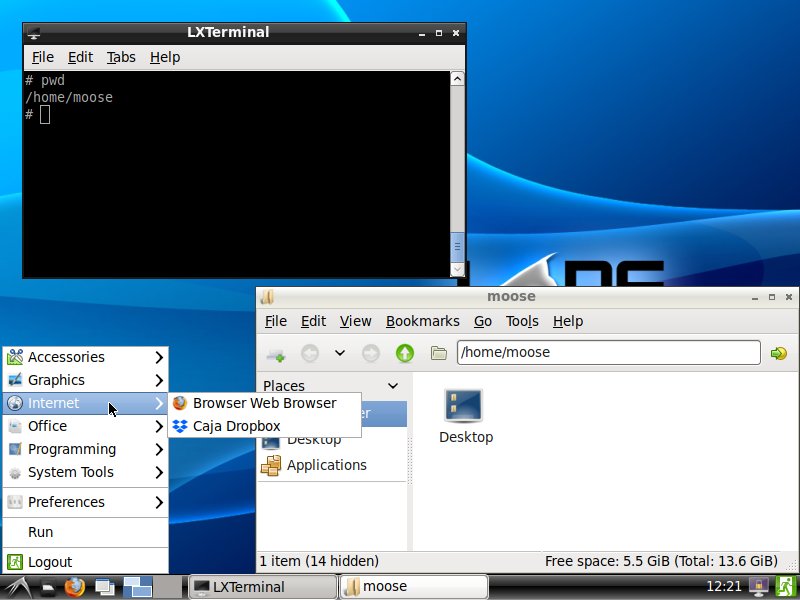 LXTerminal
File Edit Tabs Help
# pwd
/home/moose
#
moose
File Edit View Bookmarks Go Tools Help
/home/moose
Places
Desktop
Applications
Desktop
1 item (14 hidden) Free space: 5.5 GiB (Total: 13.6 GiB)
Accessories
Graphics
Internet
Office
Programming
System Tools
Preferences
Run
Logout
Browser Web Browser
Caja Dropbox
LXTerminal
moose
12:21